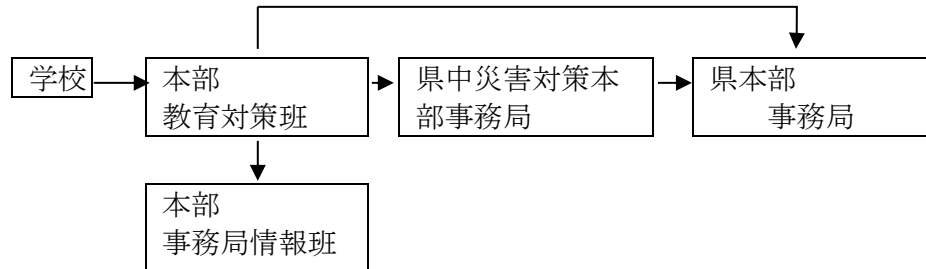 学校
本部
教育対策班
県中災害対策本
部事務局
県本部
事務局
本部
事務局情報班